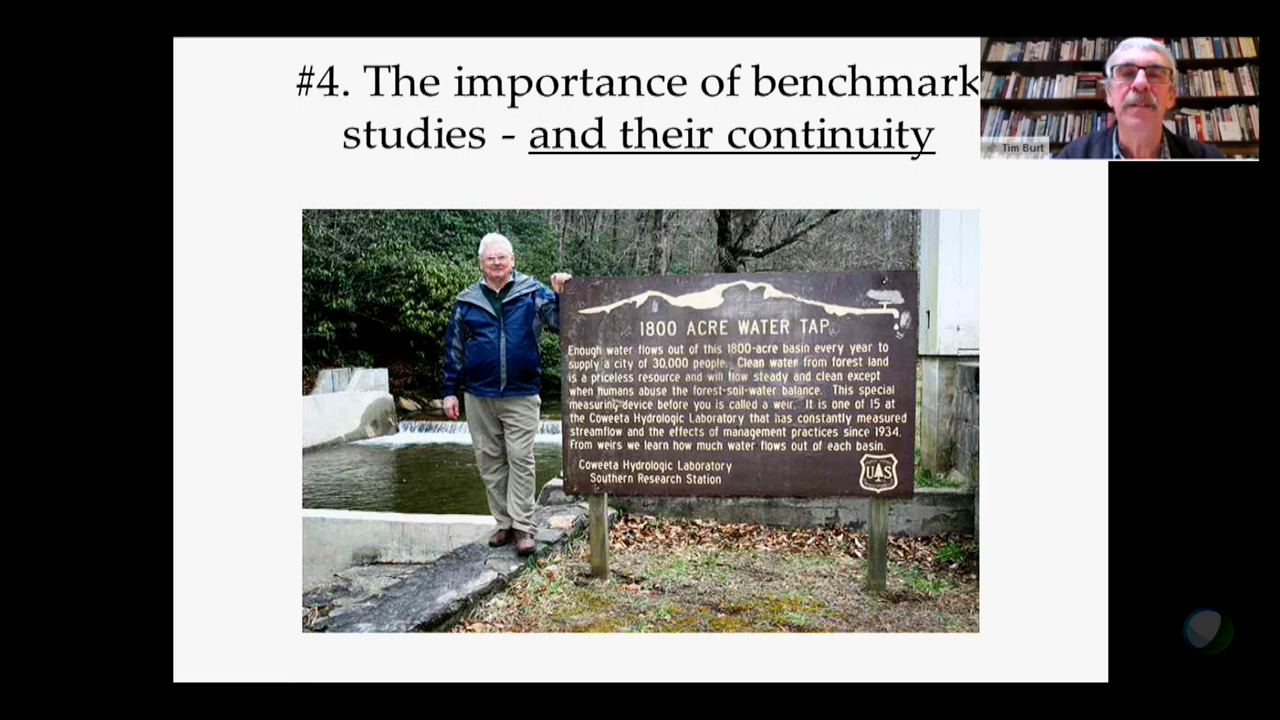 #4. The importance of benchmark
studies - and their continuity
Tim Burt
1800 ACRE WATER TAP
Enough water flows out of this 1800-acre basin every year to
supply a city of 30,000 people. Clean water from forest land
is a priceless resource and will flow steady and clean except
when humans abuse the forest-soil-water balance. This special
measuring device before you is called a weir. It is one of 15 at
the Coweeta Hydrologic Laboratory that has constantly measured
streamflow and the effects of management practices since 1934.
From weirs we learn how much water flows out of each basin.
Coweeta Hydrologic Laboratory
Southern Research Station
U S